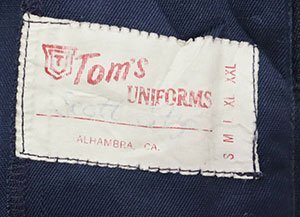 T
Tom's
UNIFORMS
ALHAMBRA, CA.
S M L XL XXL